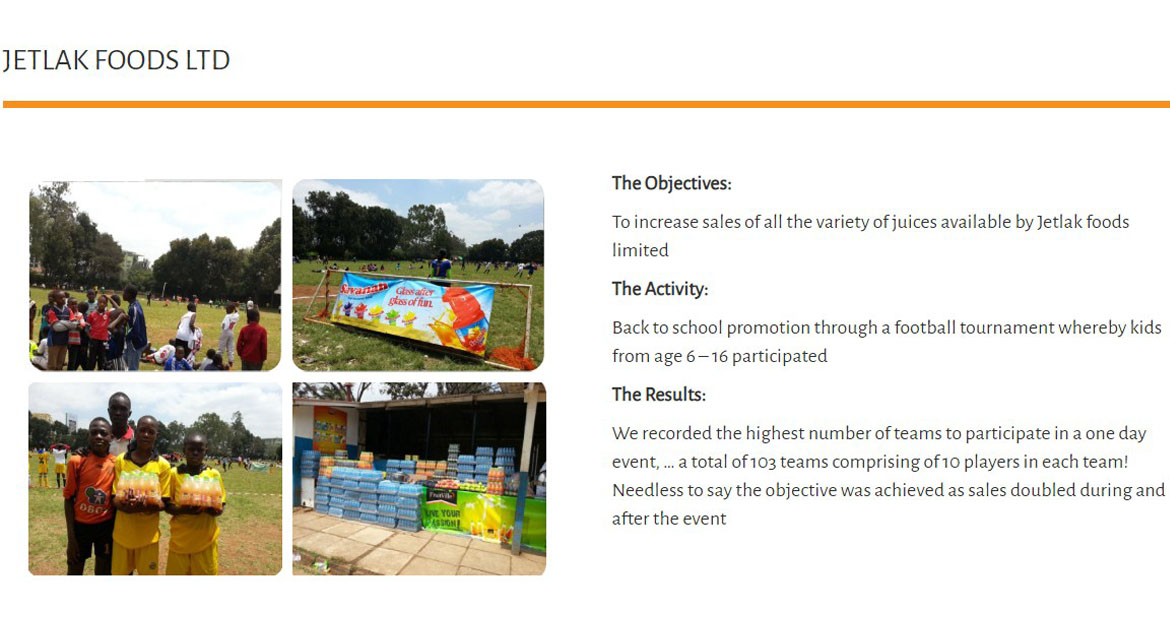 JETLAK FOODS LTD
Savanah
Glass after
glass of fun.
The Objectives:
To increase sales of all the variety of juices available by Jetlak foods
limited
The Activity:
Back to school promotion through a football tournament whereby kids
from age 6 – 16 participated
The Results:
We recorded the highest number of teams to participate in a one day
event, … a total of 103 teams comprising of 10 players in each team!
Needless to say the objective was achieved as sales doubled during and
after the event